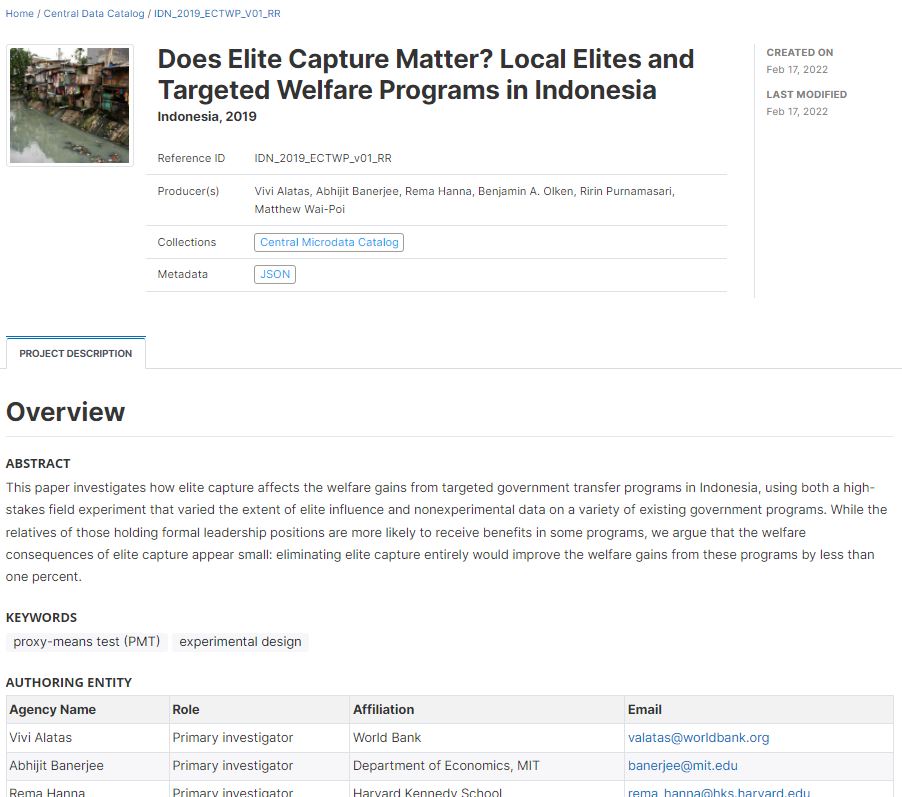 Home / Central Data Catalog / IDN_2019_ECTWP_V01_RR
Does Elite Capture Matter? Local Elites and
Targeted Welfare Programs in Indonesia
Indonesia, 2019
Reference ID IDN_2019_ECTWP_v01_RR
Producer(s) Vivi Alatas, Abhijit Banerjee, Rema Hanna, Benjamin A. Olken, Ririn Purnamasari,
Matthew Wai-Poi
Collections Central Microdata Catalog
Metadata JSON
CREATED ON
Feb 17, 2022
LAST MODIFIED
Feb 17, 2022
PROJECT DESCRIPTION
Overview
ABSTRACT
This paper investigates how elite capture affects the welfare gains from targeted government transfer programs in Indonesia, using both a high-
stakes field experiment that varied the extent of elite influence and nonexperimental data on a variety of existing government programs. While the
relatives of those holding formal leadership positions are more likely to receive benefits in some programs, we argue that the welfare
consequences of elite capture appear small: eliminating elite capture entirely would improve the welfare gains from these programs by less than
one percent.
KEYWORDS
proxy-means test (PMT) experimental design
AUTHORING ENTITY
Agency Name Role Affiliation Email
Vivi Alatas Primary investigator World Bank valatas@worldbank.org
Abhijit Banerjee Primary investigator Department of Economics, MIT banerjee@mit.edu
Rema Hanna Primary investigator Harvard Kennedy School rema_hanna@hks.harvard.edu